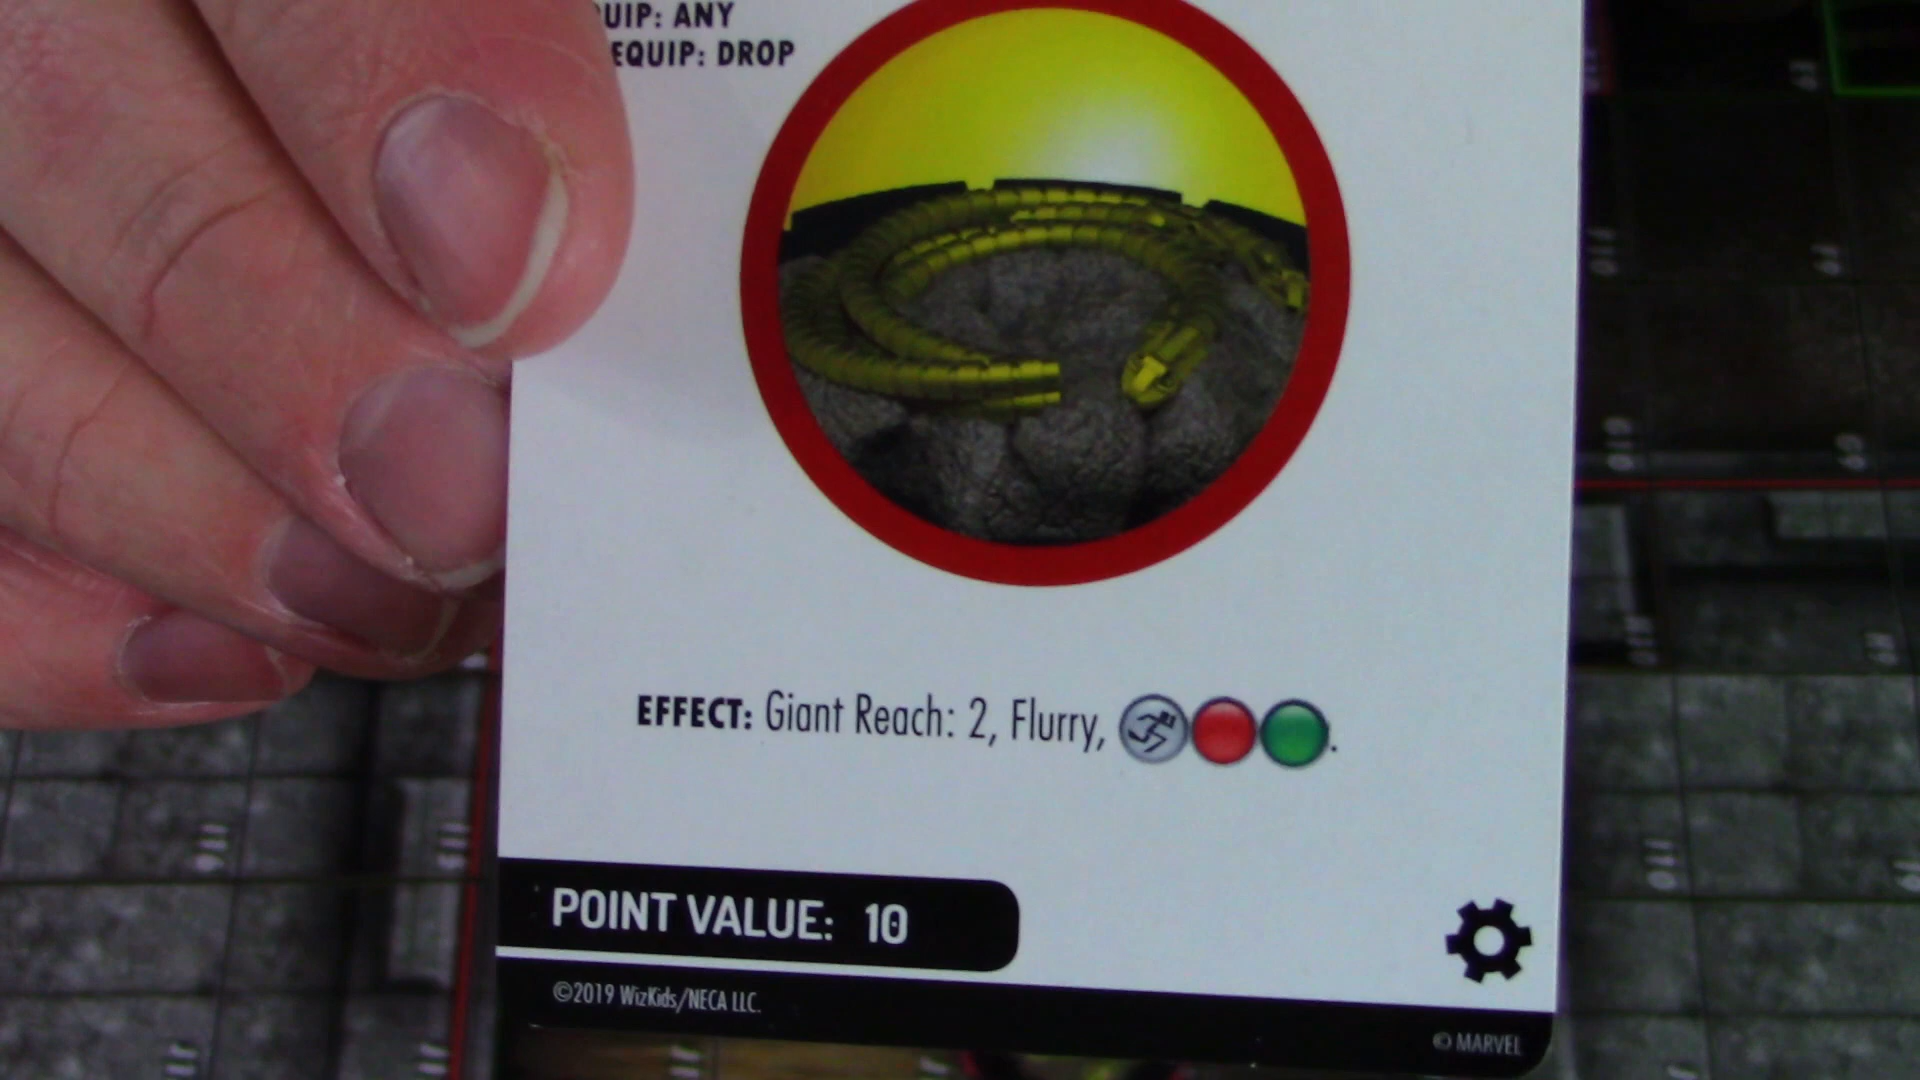 UIP: ANY
EQUIP: DROP
EFFECT: Giant Reach: 2, Flurry, .
POINT VALUE: 10
©2019 WizKids/NECA LLC.
© MARVEL